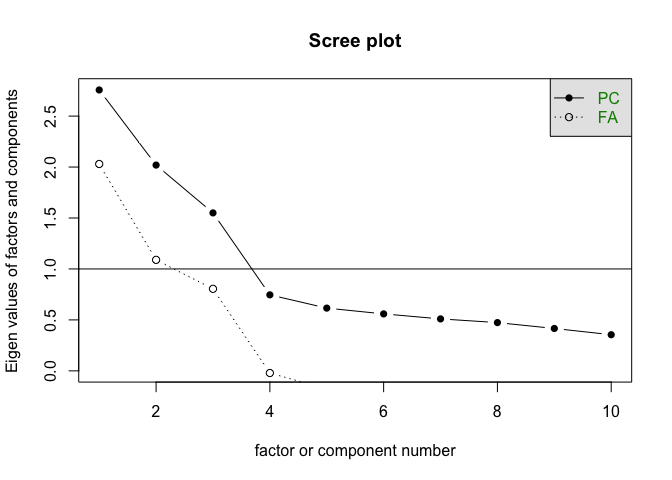 Scree plot
PC
FA
Eigen values of factors and components
2.5
2.0
1.5
1.0
0.5
0.0
2 4 6 8 10
factor or component number